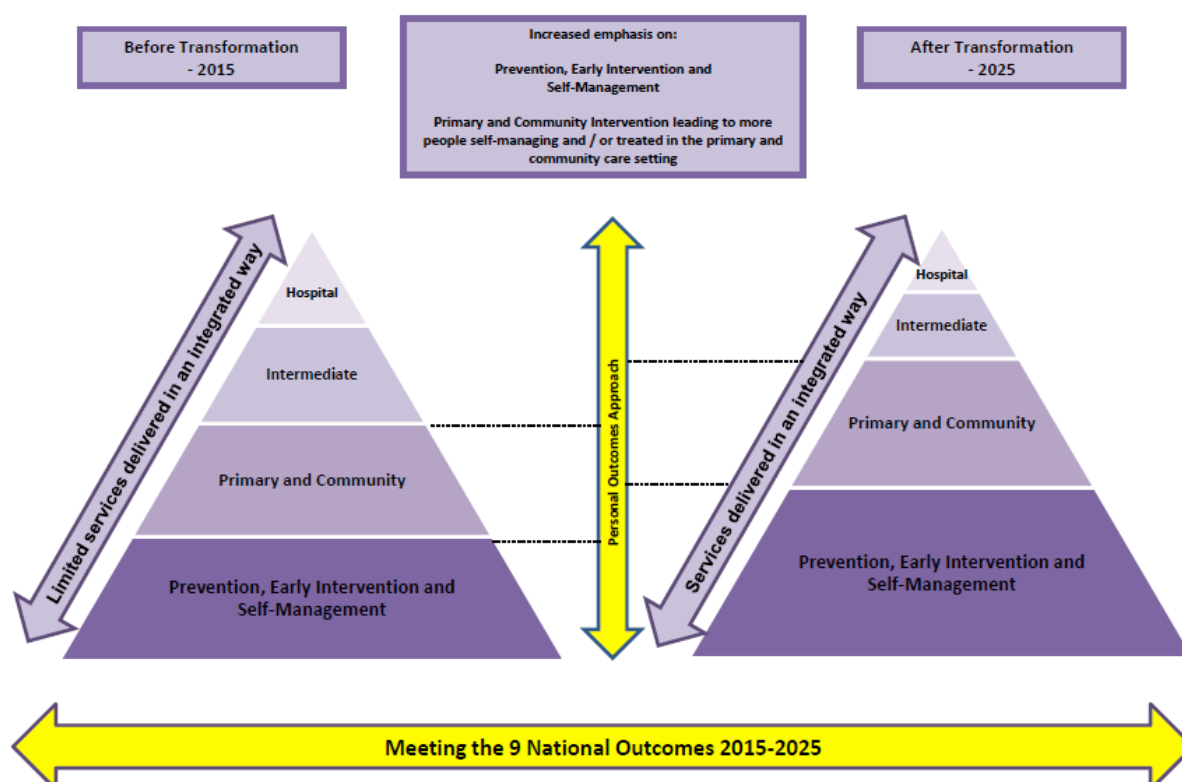 Before Transformation
- 2015
Increased emphasis on:
Prevention, Early Intervention and
Self-Management
Primary and Community Intervention leading to more
people self-managing and / or treated in the primary and
community care setting
After Transformation
- 2025
Limited services delivered in an integrated way
Hospital
Intermediate
Primary and Community
Prevention, Early Intervention and
Self-Management
Personal Outcomes Approach
Services delivered in an integrated way
Hospital
Intermediate
Primary and Community
Prevention, Early Intervention and
Self-Management
Meeting the 9 National Outcomes 2015-2025